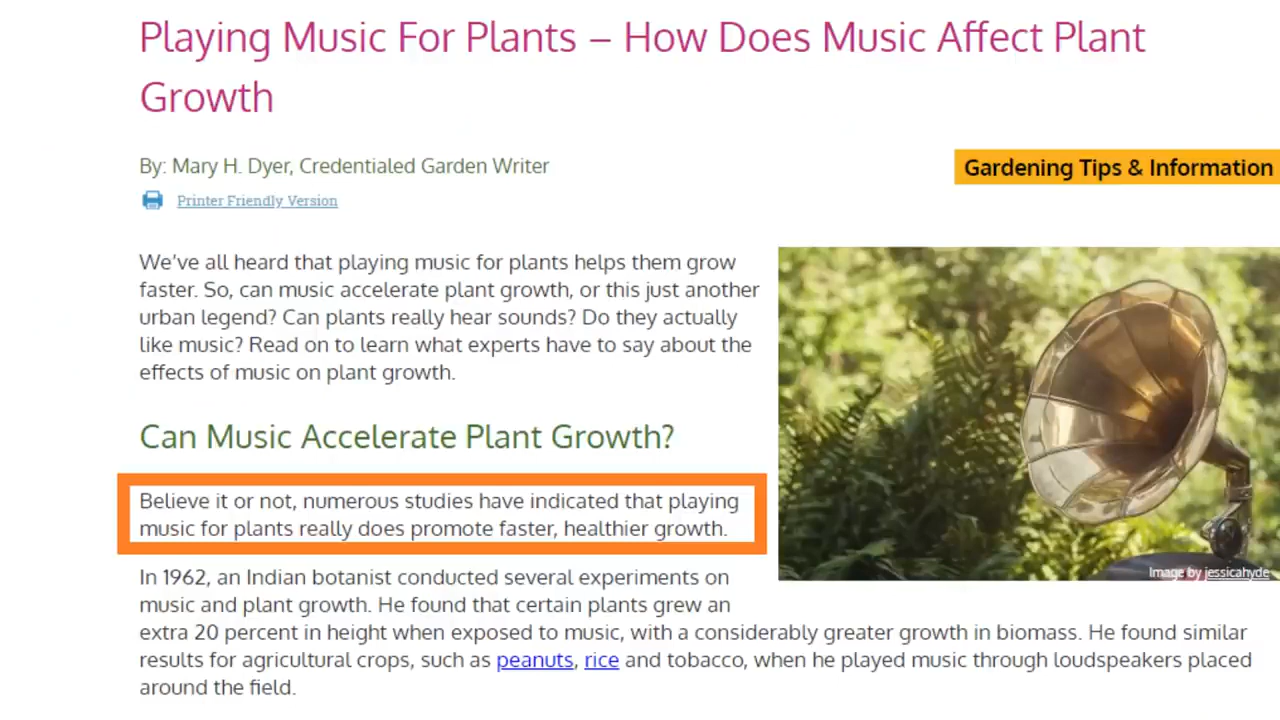 Playing Music For Plants – How Does Music Affect Plant
Growth
By: Mary H. Dyer, Credentialed Garden Writer
Gardening Tips & Information
Printer Friendly Version
We've all heard that playing music for plants helps them grow
faster. So, can music accelerate plant growth, or this just another
urban legend? Can plants really hear sounds? Do they actually
like music? Read on to learn what experts have to say about the
effects of music on plant growth.
Can Music Accelerate Plant Growth?
Believe it or not, numerous studies have indicated that playing
music for plants really does promote faster, healthier growth.
Image by jessicahyde
In 1962, an Indian botanist conducted several experiments on
music and plant growth. He found that certain plants grew an
extra 20 percent in height when exposed to music, with a considerably greater growth in biomass. He found similar
results for agricultural crops, such as peanuts, rice and tobacco, when he played music through loudspeakers placed
around the field.